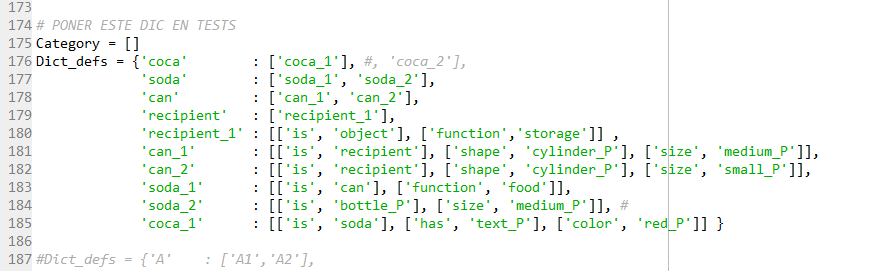 173
174 # PONER ESTE DIC EN TESTS
175 Category = []
176 Dict_defs = {'coca'        : ['coca_1'], #, 'coca_2'],
177              'soda'        : ['soda_1', 'soda_2'],
178              'can'         : ['can_1', 'can_2'],
179              'recipient'   : ['recipient_1'],
180              'recipient_1' : [['is', 'object'], ['function','storage']] ,
181              'can_1'       : [['is', 'recipient'], ['shape', 'cylinder_P'], ['size', 'medium_P']],
182              'can_2'       : [['is', 'recipient'], ['shape', 'cylinder_P'], ['size', 'small_P']],
183              'soda_1'      : [['is', 'can'], ['function', 'food']],
184              'soda_2'      : [['is', 'bottle_P'], ['size', 'medium_P']], #
185              'coca_1'      : [['is', 'soda'], ['has', 'text_P'], ['color', 'red_P']] }
186
187 #Dict_defs = {'A'    : ['A1','A2'],